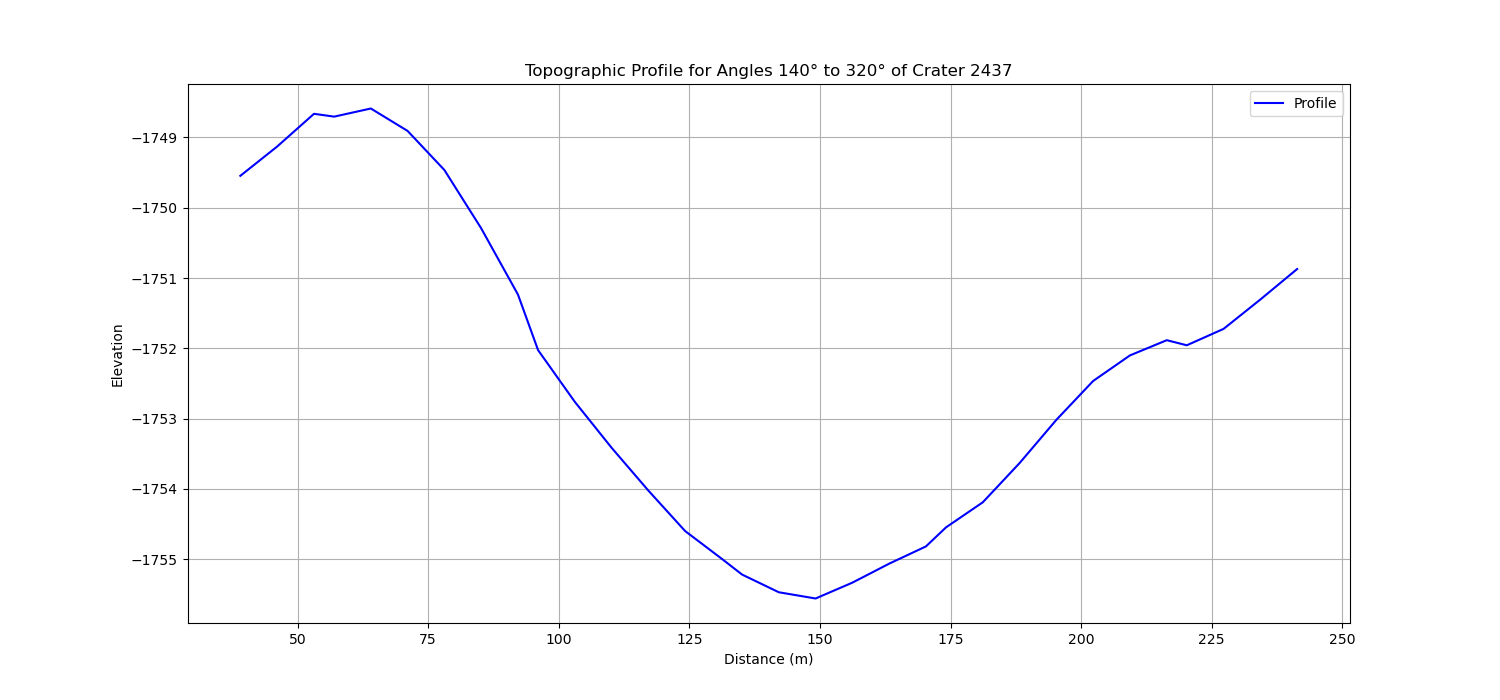 Topographic Profile for Angles 140° to 320° of Crater 2437
Profile
Elevation
−1749
−1750
−1751
−1752
−1753
−1754
−1755
50 75 100 125 150 175 200 225 250
Distance (m)